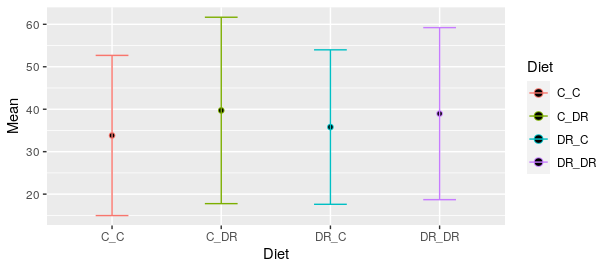 Mean
60
50
40
30
20
C_C
C_DR
DR_C
DR_DR
Diet
Diet
C_C
C_DR
DR_C
DR_DR